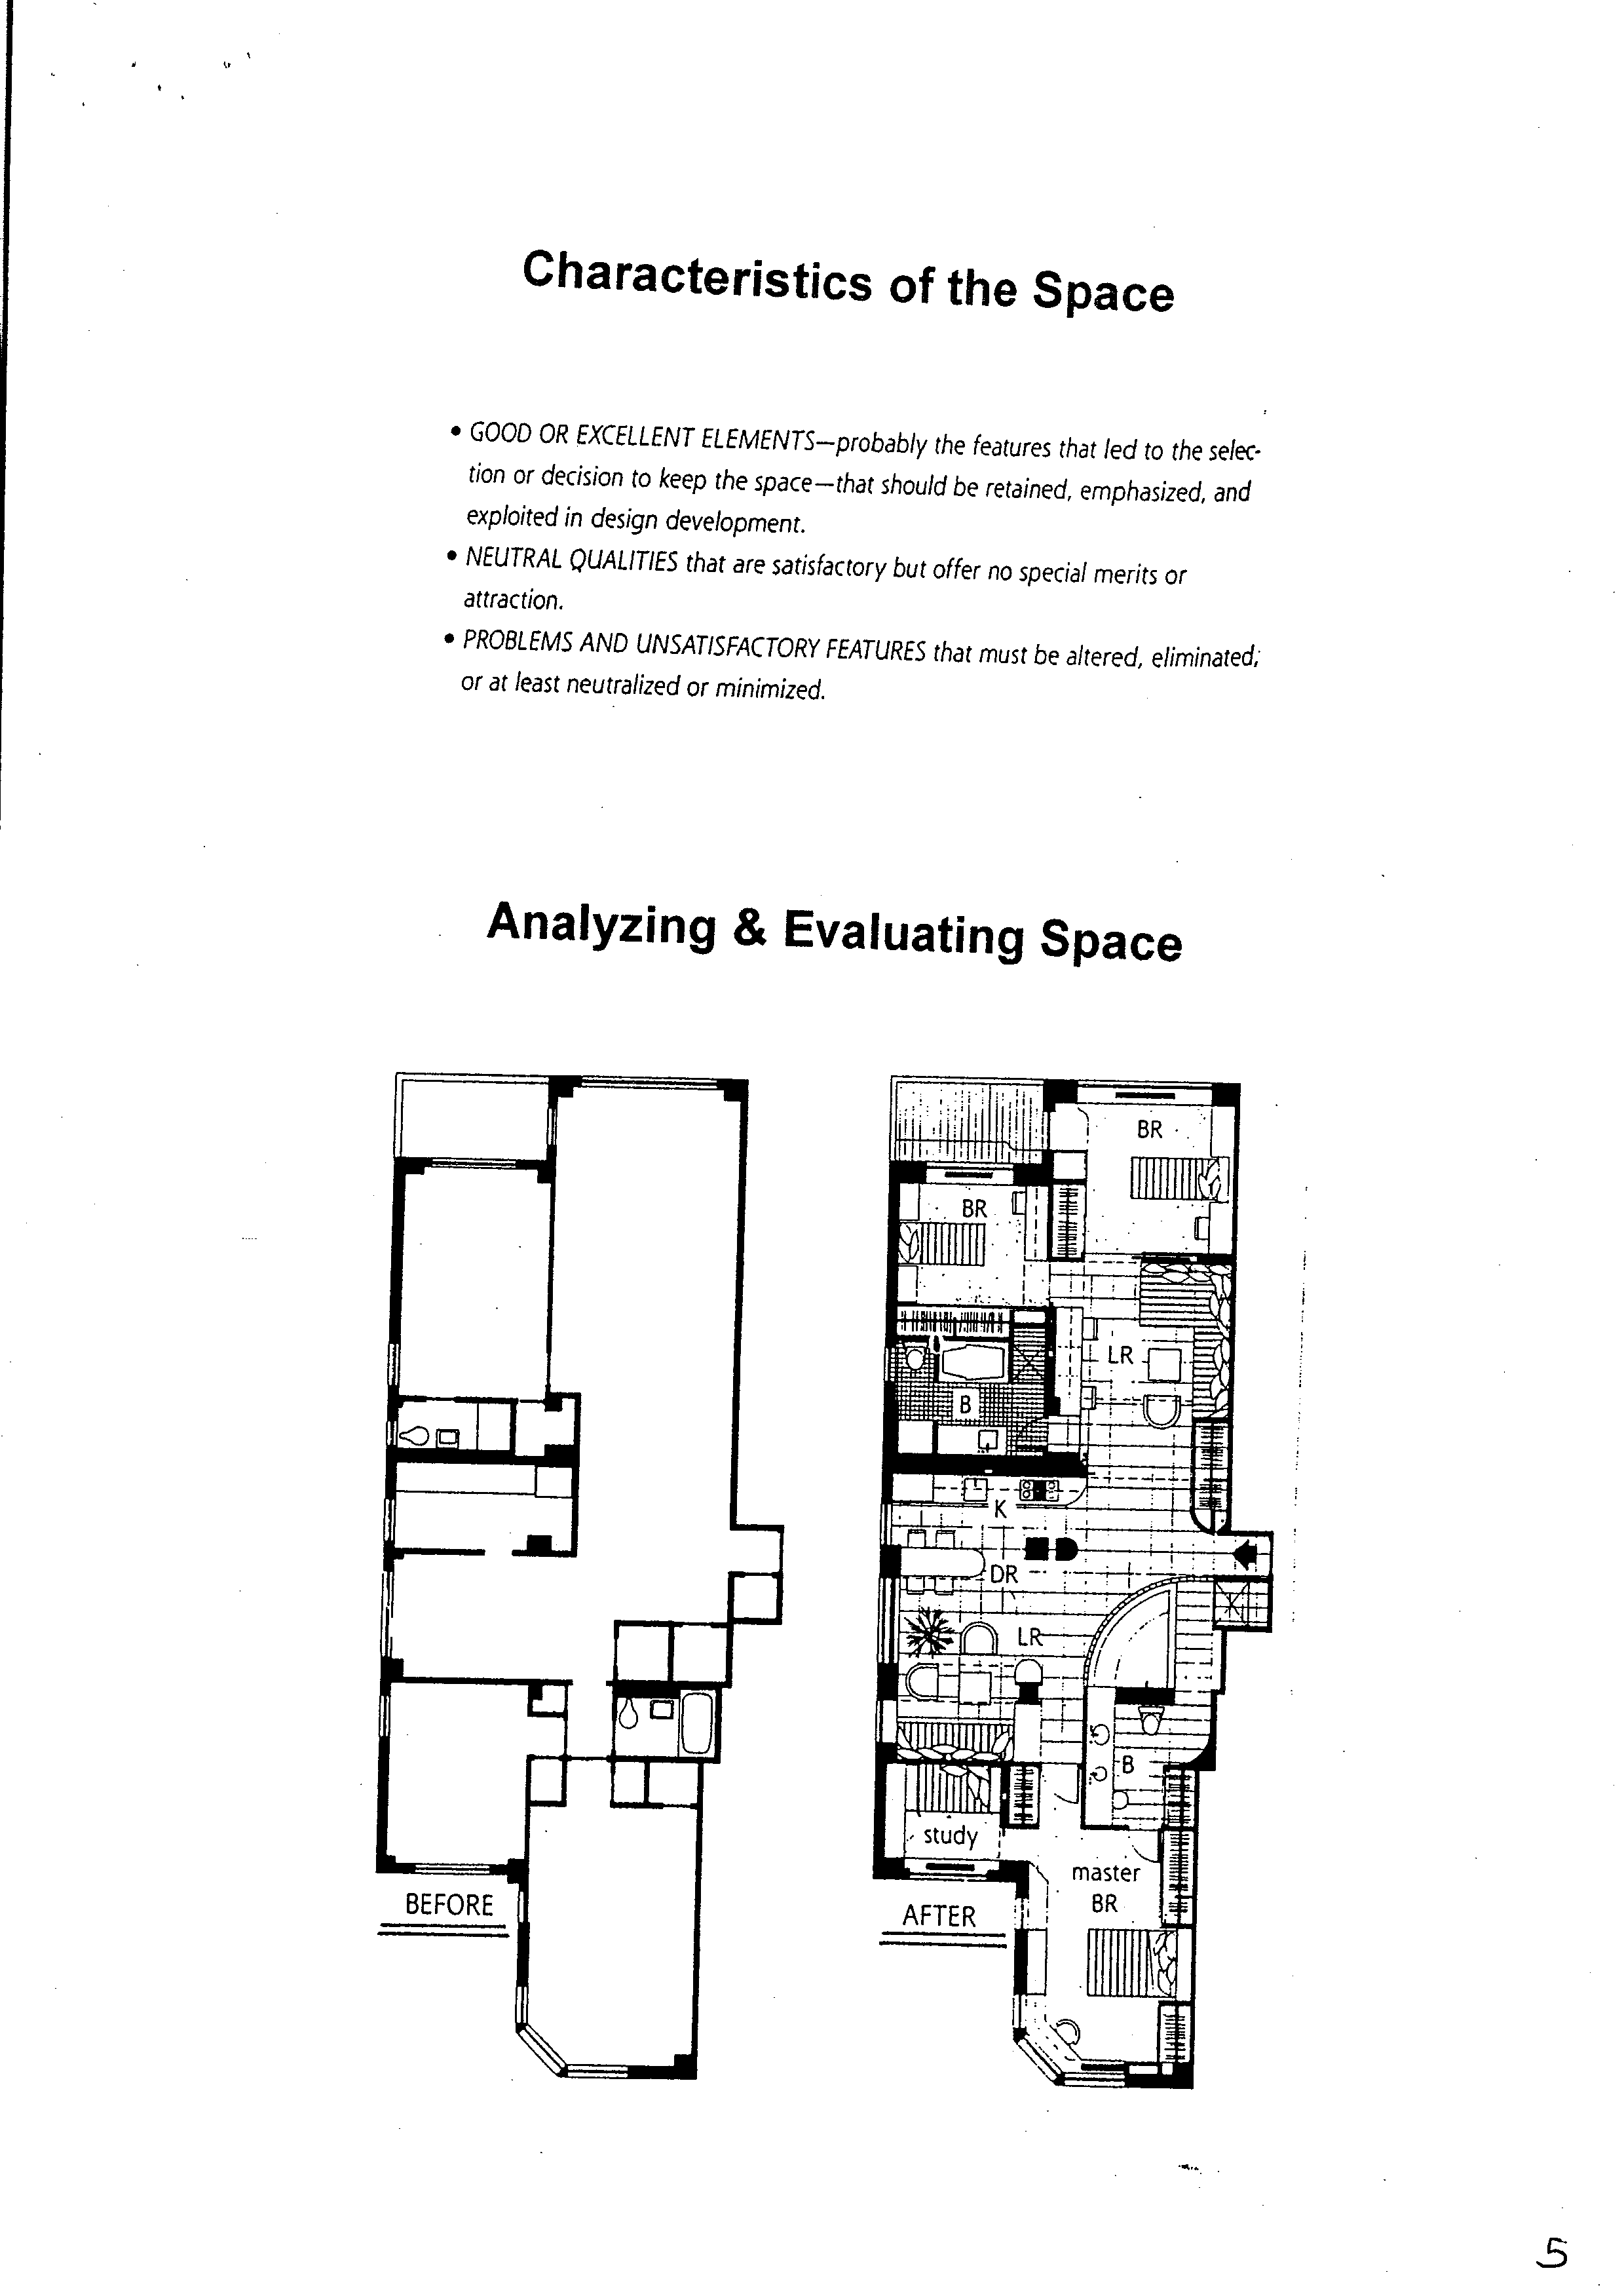 Characteristics of the Space
• GOOD OR EXCELLENT ELEMENTS—probably the features that led to the selec-
tion or decision to keep the space—that should be retained, emphasized, and
exploited in design development.
• NEUTRAL QUALITIES that are satisfactory but offer no special merits or
attraction.
• PROBLEMS AND UNSATISFACTORY FEATURES that must be altered, eliminated,
or at least neutralized or minimized.
Analyzing & Evaluating Space
BR
BR
LR
B
K
DR
LR
B
study
master
BR
BEFORE
AFTER
5